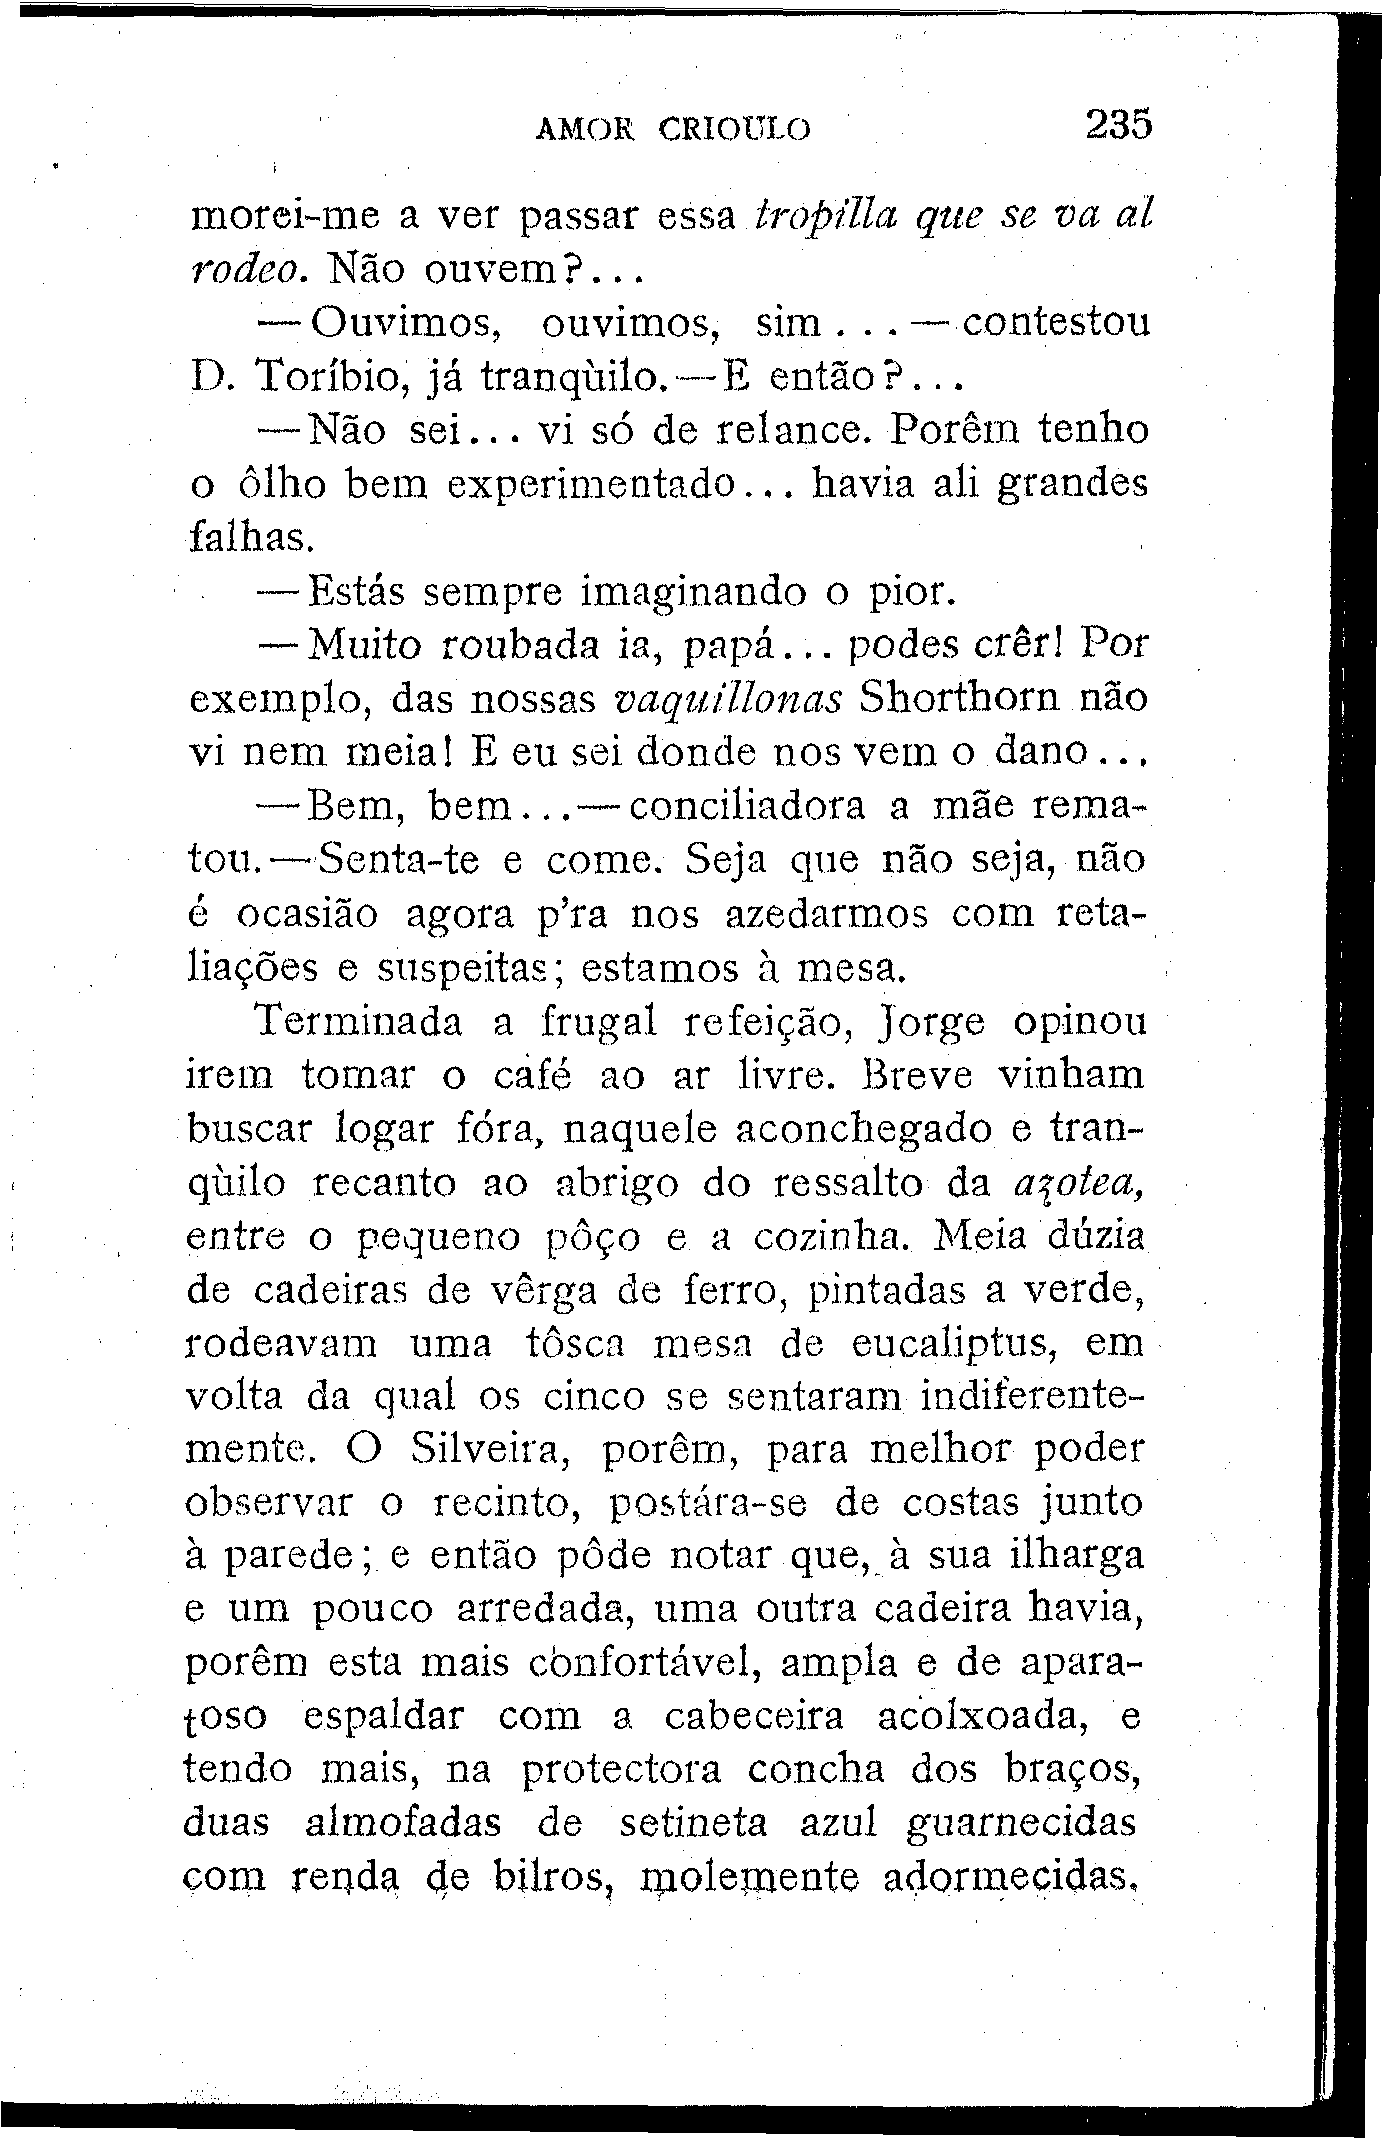 AMOR CRIOULO 235
morei-me a ver passar essa tropilla que se va al
rodeo. Não ouvem?...
— Ouvimos, ouvimos, sim... — contestou
D. Toríbio, já tranqùilo. — E então?...
— Não sei... vi só de relance. Porêm tenho
o ôlho bem experimentado... havia ali grandes
falhas.
— Estás sempre imaginando o pior.
— Muito roubada ia, papá... podes crêr! Por
exemplo, das nossas vaquillonas Shorthorn não
vi nem meia! E eu sei donde nos vem o dano...
— Bem, bem... — conciliadora a mãe rema-
tou. — Senta-te e come. Seja que não seja, não
é ocasião agora p'ra nos azedarmos com reta-
liações e suspeitas; estamos à mesa.
Terminada a frugal refeição, Jorge opinou
irem tomar o café ao ar livre. Breve vinham
buscar logar fóra, naquele aconchegado e tran-
qùilo recanto ao abrigo do ressalto da azotea,
entre o pequeno pôço e a cozinha. Meia dúzia
de cadeiras de vêrga de ferro, pintadas a verde,
rodeavam uma tôsca mesa de eucaliptus, em
volta da qual os cinco se sentaram indiferente-
mente. O Silveira, porêm, para melhor poder
observar o recinto, postára-se de costas junto
à parede; e então pôde notar que, à sua ilharga
e um pouco arredada, uma outra cadeira havia,
porêm esta mais confortável, ampla e de apara-
toso espaldar com a cabeceira acolxoada, e
tendo mais, na protectora concha dos braços,
duas almofadas de setineta azul guarnecidas
com renda de bilros, molemente adormecidas.